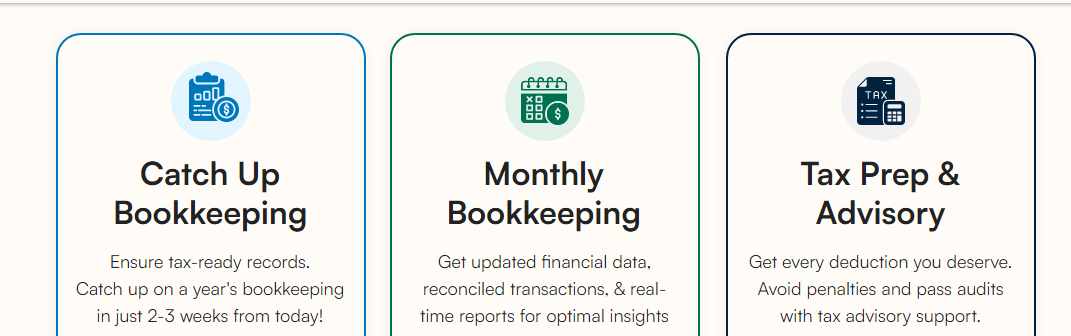 Catch Up
Bookkeeping
Ensure tax-ready records.
Catch up on a year's bookkeeping
in just 2-3 weeks from today!
Monthly
Bookkeeping
Get updated financial data,
reconciled transactions, & real-
time reports for optimal insights
TAX
Tax Prep &
Advisory
Get every deduction you deserve.
Avoid penalties and pass audits
with tax advisory support.